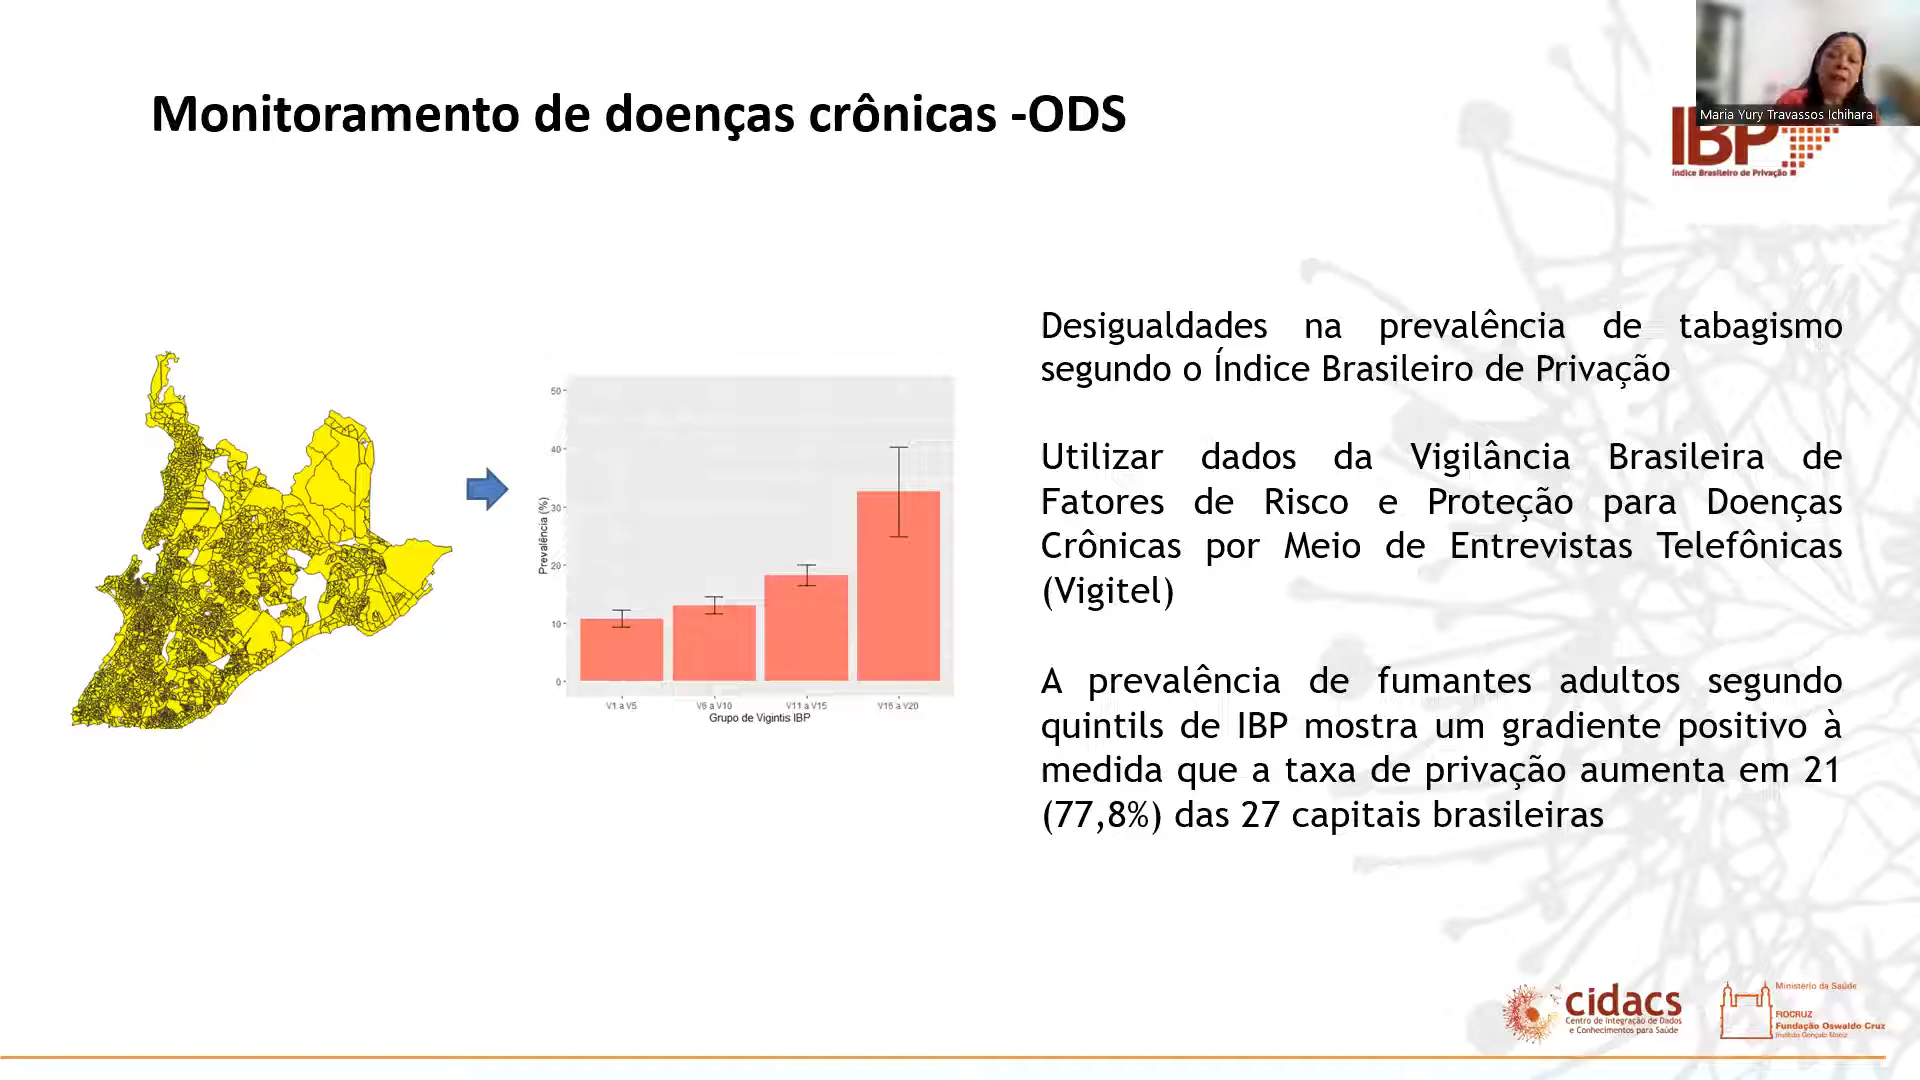 Monitoramento de doenças crônicas -ODS
Maria Yury Travassos Ichihara
IBP
Índice Brasileiro de Privação
Desigualdades na prevalência de tabagismo
segundo o Índice Brasileiro de Privação
Utilizar dados da Vigilância Brasileira de
Fatores de Risco e Proteção para Doenças
Crônicas por Meio de Entrevistas Telefônicas
(Vigitel)
A prevalência de fumantes adultos segundo
quintils de IBP mostra um gradiente positivo à
medida que a taxa de privação aumenta em 21
(77,8%) das 27 capitais brasileiras
Prevalência (%)
50
40
30
20
10
0
V1 a V5
V6 a V10
V11 a V15
V16 a V20
Grupo de Vigintis IBP
cidacs
Centro de Integração de Dados
e Conhecimentos para Saúde
Ministério da Saúde
FIOCRUZ
Fundação Oswaldo Cruz
Instituto Gonçalo Moniz